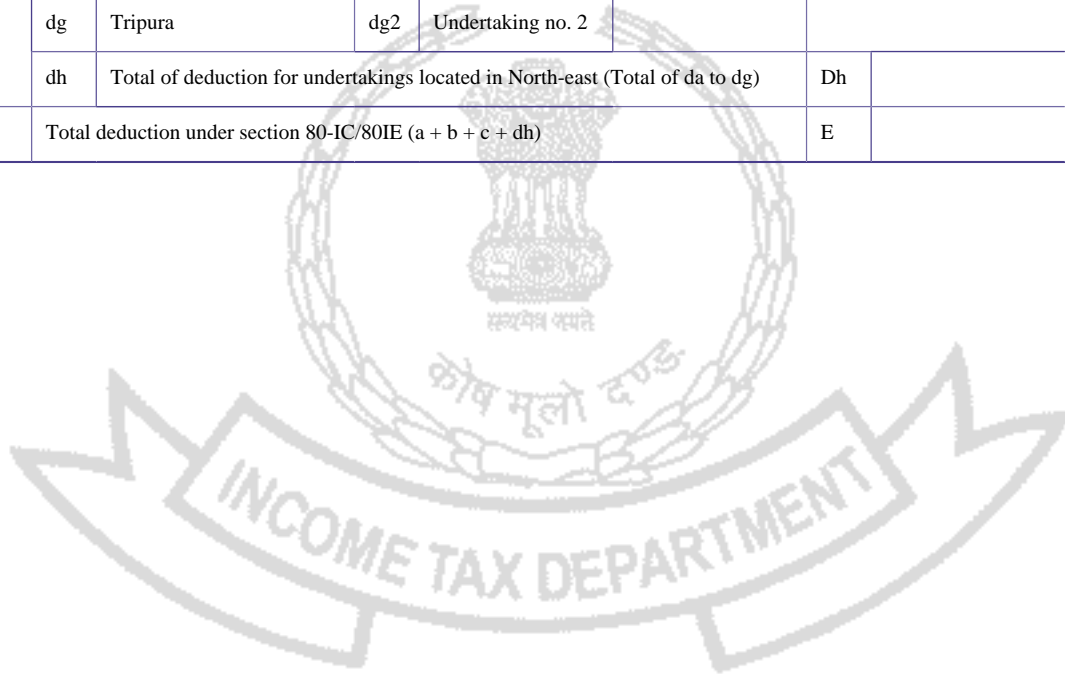 dg Tripura dg2 Undertaking no. 2
dh Total of deduction for undertakings located in North-east (Total of da to dg) Dh
Total deduction under section 80-IC/80IE (a + b + c + dh) E
सत्यमेव जयते
कोष मूलो दण्ड
INCOME TAX DEPARTMENT